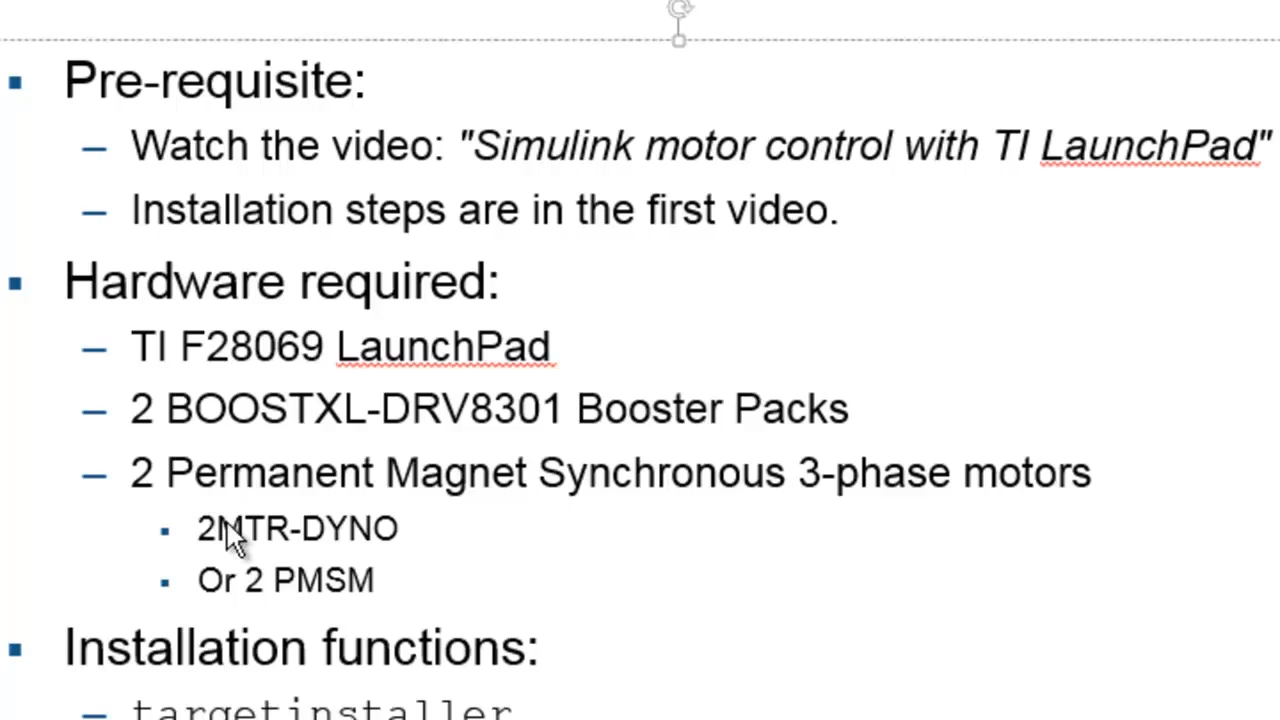 Pre-requisite:
Watch the video: "Simulink motor control with TI LaunchPad"
Installation steps are in the first video.
Hardware required:
TI F28069 LaunchPad
2 BOOSTXL-DRV8301 Booster Packs
2 Permanent Magnet Synchronous 3-phase motors
2MTR-DYNO
Or 2 PMSM
Installation functions:
targetinstaller